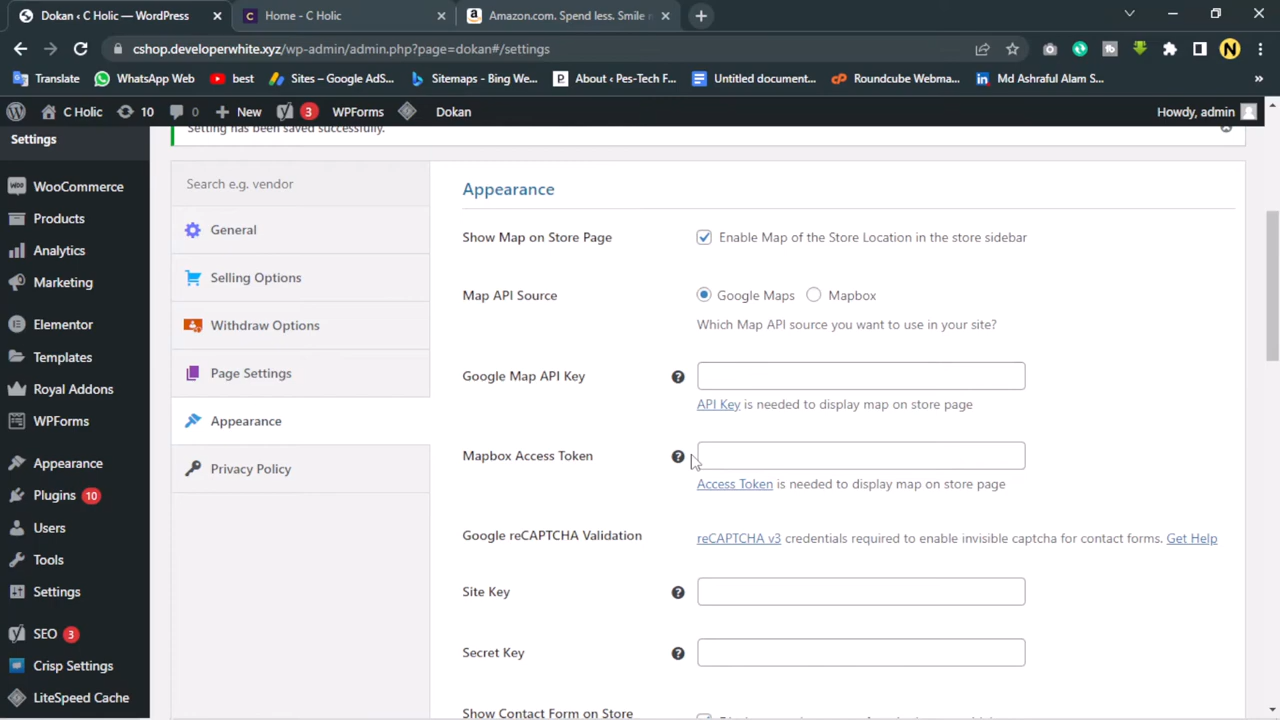 Dokan ‹ C Holic — WordPress
Home - C Holic
Amazon.com. Spend less. Smile
cshop.developerwhite.xyz/wp-admin/admin.php?page=dokan#/settings
Translate
WhatsApp Web
best
Sites – Google AdS...
Sitemaps - Bing We...
About ‹ Pes-Tech F...
Untitled document...
Roundcube Webma...
Md Ashraful Alam S...
»
N
C Holic
10
0
New
3
WPForms
Dokan
Howdy, admin
Settings
WooCommerce
Products
Analytics
Marketing
Elementor
Templates
Royal Addons
WPForms
Appearance
Plugins 10
Users
Tools
Settings
SEO 3
Crisp Settings
LiteSpeed Cache
Setting has been saved successfully.
Search e.g. vendor
General
Selling Options
Withdraw Options
Page Settings
Appearance
Privacy Policy
Appearance
Show Map on Store Page
Enable Map of the Store Location in the store sidebar
Map API Source
Google Maps
Mapbox
Which Map API source you want to use in your site?
Google Map API Key
API Key is needed to display map on store page
Mapbox Access Token
Access Token is needed to display map on store page
Google reCAPTCHA Validation
reCAPTCHA v3 credentials required to enable invisible captcha for contact forms. Get Help
Site Key
Secret Key
Show Contact Form on Store